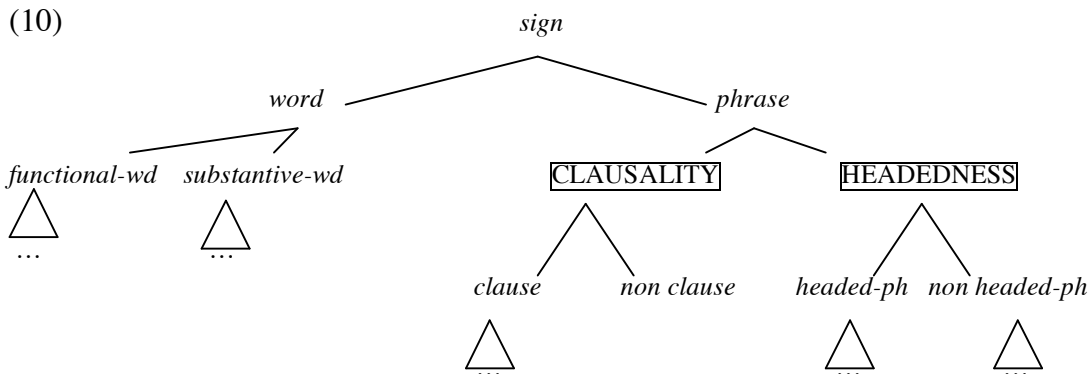 (10) sign
word phrase
functional-wd substantive-wd CLAUSALITY HEADEDNESS
… …
clause non clause headed-ph non headed-ph
… … …